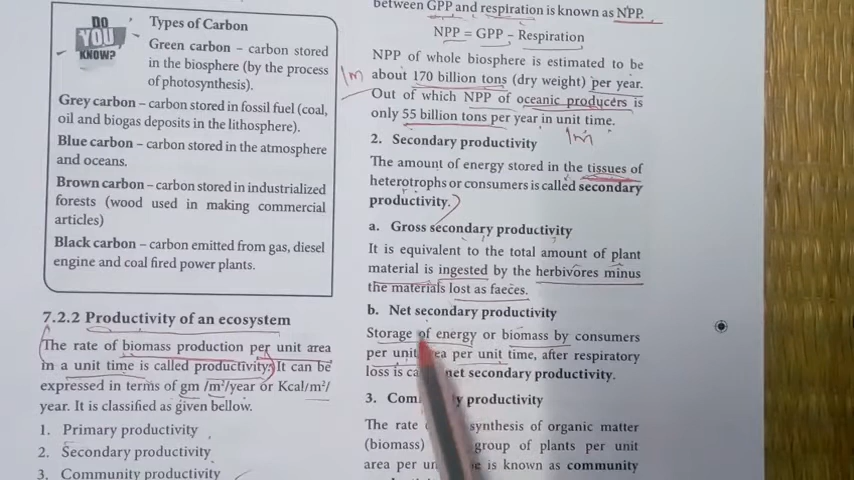 DO YOU KNOW?
Types of Carbon
Green carbon – carbon stored
in the biosphere (by the process
of photosynthesis).
Grey carbon – carbon stored in fossil fuel (coal,
oil and biogas deposits in the lithosphere).
Blue carbon – carbon stored in the atmosphere
and oceans.
Brown carbon – carbon stored in industrialized
forests (wood used in making commercial
articles)
Black carbon – carbon emitted from gas, diesel
engine and coal fired power plants.
7.2.2 Productivity of an ecosystem
The rate of biomass production per unit area
in a unit time is called productivity. It can be
expressed in terms of gm /m²/year or Kcal/m²/
year. It is classified as given bellow.
1. Primary productivity
2. Secondary productivity
3. Community productivity
between GPP and respiration is known as NPP.
NPP = GPP – Respiration
NPP of whole biosphere is estimated to be
1m
about 170 billion tons (dry weight) per year.
Out of which NPP of oceanic producers is
only 55 billion tons per year in unit time.
1m
2. Secondary productivity
The amount of energy stored in the tissues of
heterotrophs or consumers is called secondary
productivity.
a. Gross secondary productivity
It is equivalent to the total amount of plant
material is ingested by the herbivores minus
the materials lost as faeces.
b. Net secondary productivity
Storage of energy or biomass by consumers
per unit per unit time, after respiratory
loss is net secondary productivity.
3. productivity
The rate synthesis of organic matter
(biomass) group of plants per unit
area per is known as community